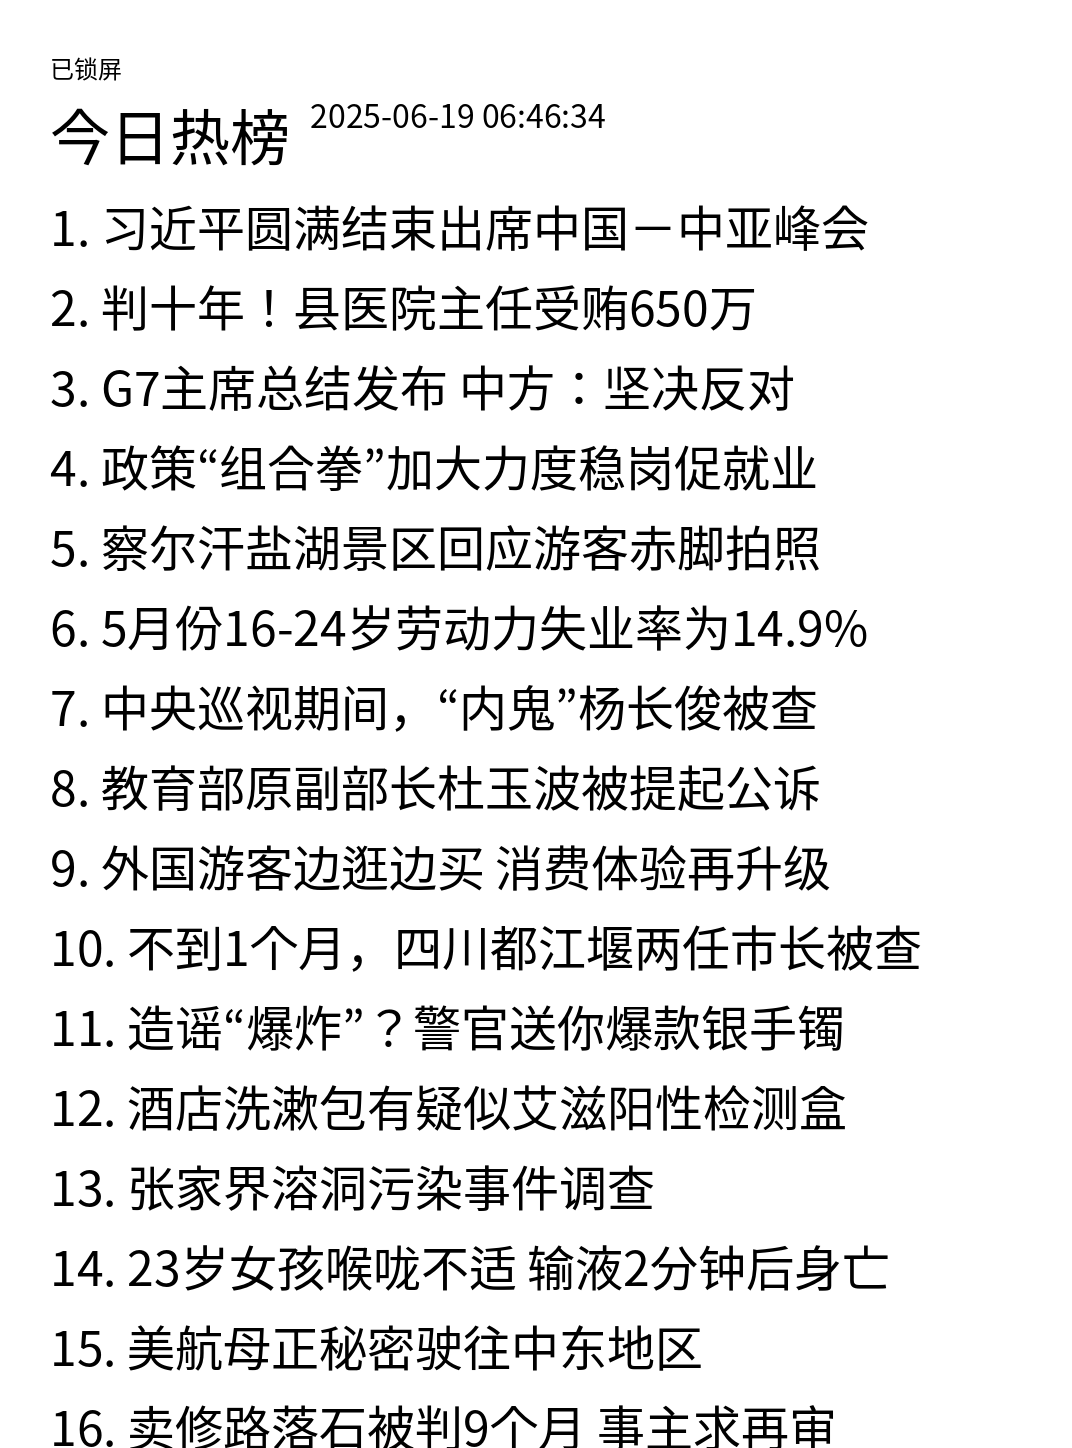 已锁屏
今日热榜 2025-06-19 06:46:34
1. 习近平圆满结束出席中国－中亚峰会
2. 判十年！县医院主任受贿650万
3. G7主席总结发布 中方：坚决反对
4. 政策“组合拳”加大力度稳岗促就业
5. 察尔汗盐湖景区回应游客赤脚拍照
6. 5月份16-24岁劳动力失业率为14.9%
7. 中央巡视期间，“内鬼”杨长俊被查
8. 教育部原副部长杜玉波被提起公诉
9. 外国游客边逛边买 消费体验再升级
10. 不到1个月，四川都江堰两任市长被查
11. 造谣“爆炸”？警官送你爆款银手镯
12. 酒店洗漱包有疑似艾滋阳性检测盒
13. 张家界溶洞污染事件调查
14. 23岁女孩喉咙不适 输液2分钟后身亡
15. 美航母正秘密驶往中东地区
16. 卖修路落石被判9个月 事主求再审